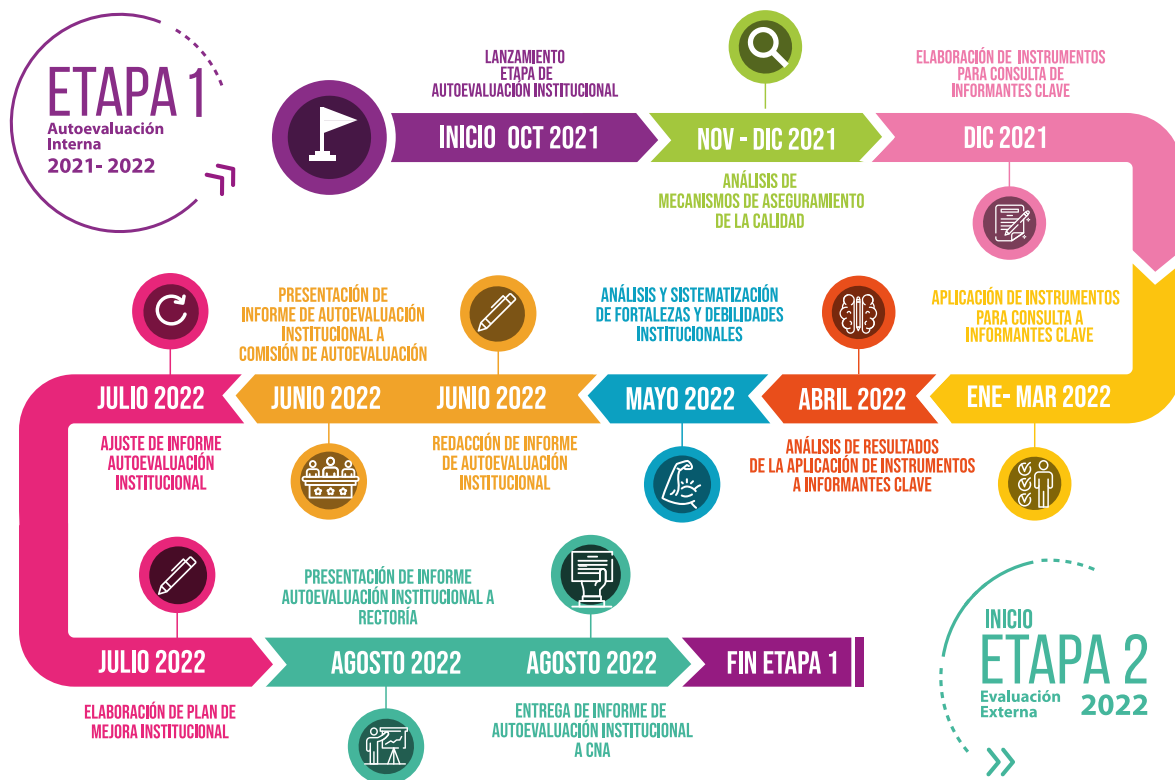 ETAPA 1
Autoevaluación
Interna
2021- 2022
LANZAMIENTO
ETAPA DE
AUTOEVALUACIÓN INSTITUCIONAL
INICIO OCT 2021
NOV - DIC 2021
ANÁLISIS DE
MECANISMOS DE ASEGURAMIENTO
DE LA CALIDAD
ELABORACIÓN DE INSTRUMENTOS
PARA CONSULTA DE
INFORMANTES CLAVE
DIC 2021
APLICACIÓN DE INSTRUMENTOS
PARA CONSULTA A
INFORMANTES CLAVE
ENE- MAR 2022
ABRIL 2022
ANÁLISIS DE RESULTADOS
DE LA APLICACIÓN DE INSTRUMENTOS
A INFORMANTES CLAVE
ANÁLISIS Y SISTEMATIZACIÓN
DE FORTALEZAS Y DEBILIDADES
INSTITUCIONALES
MAYO 2022
JUNIO 2022
REDACCIÓN DE INFORME
DE AUTOEVALUACIÓN
INSTITUCIONAL
PRESENTACIÓN DE
INFORME DE AUTOEVALUACIÓN
INSTITUCIONAL A
COMISIÓN DE AUTOEVALUACIÓN
JUNIO 2022
JULIO 2022
AJUSTE DE INFORME
AUTOEVALUACIÓN
INSTITUCIONAL
JULIO 2022
ELABORACIÓN DE PLAN DE
MEJORA INSTITUCIONAL
PRESENTACIÓN DE INFORME
AUTOEVALUACIÓN INSTITUCIONAL A
RECTORÍA
AGOSTO 2022
AGOSTO 2022
ENTREGA DE INFORME DE
AUTOEVALUACIÓN INSTITUCIONAL
A CNA
FIN ETAPA 1
INICIO
ETAPA 2
Evaluación
Externa
2022